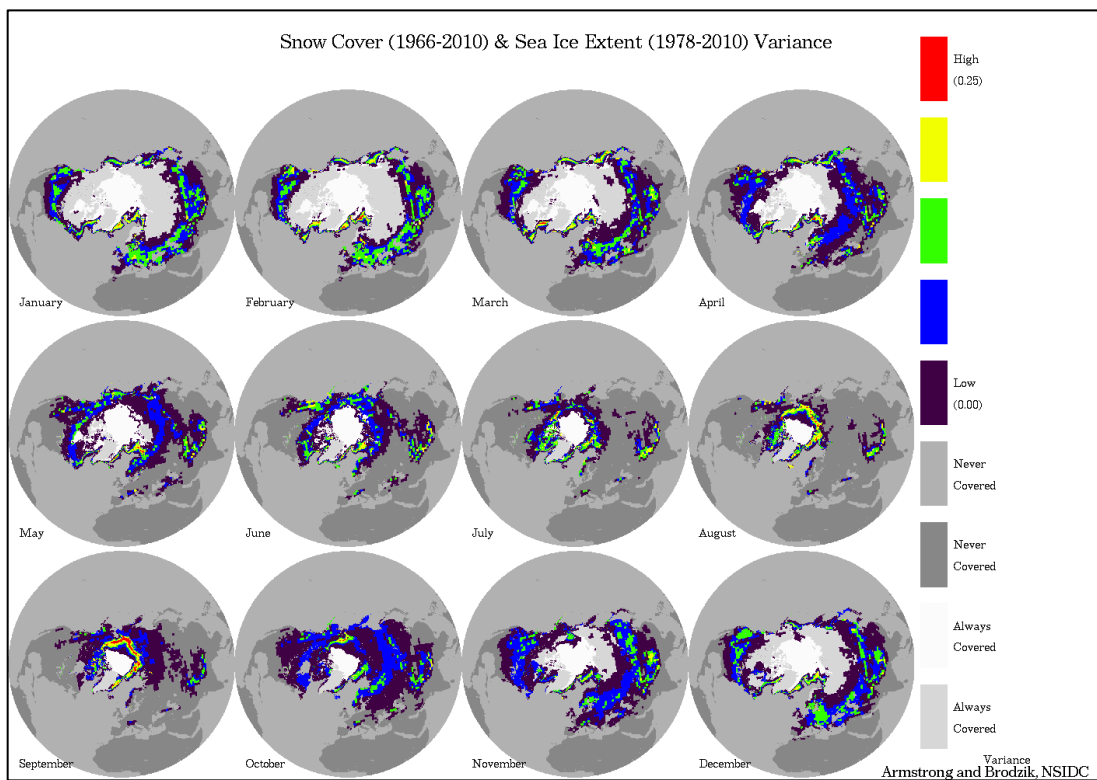 Snow Cover (1966-2010) & Sea Ice Extent (1978-2010) Variance
High
(0.25)
Low
(0.00)
Never
Covered
Never
Covered
Always
Covered
Always
Covered
January
February
March
April
May
June
July
August
September
October
November
December
Variance
Armstrong and Brodzik, NSIDC